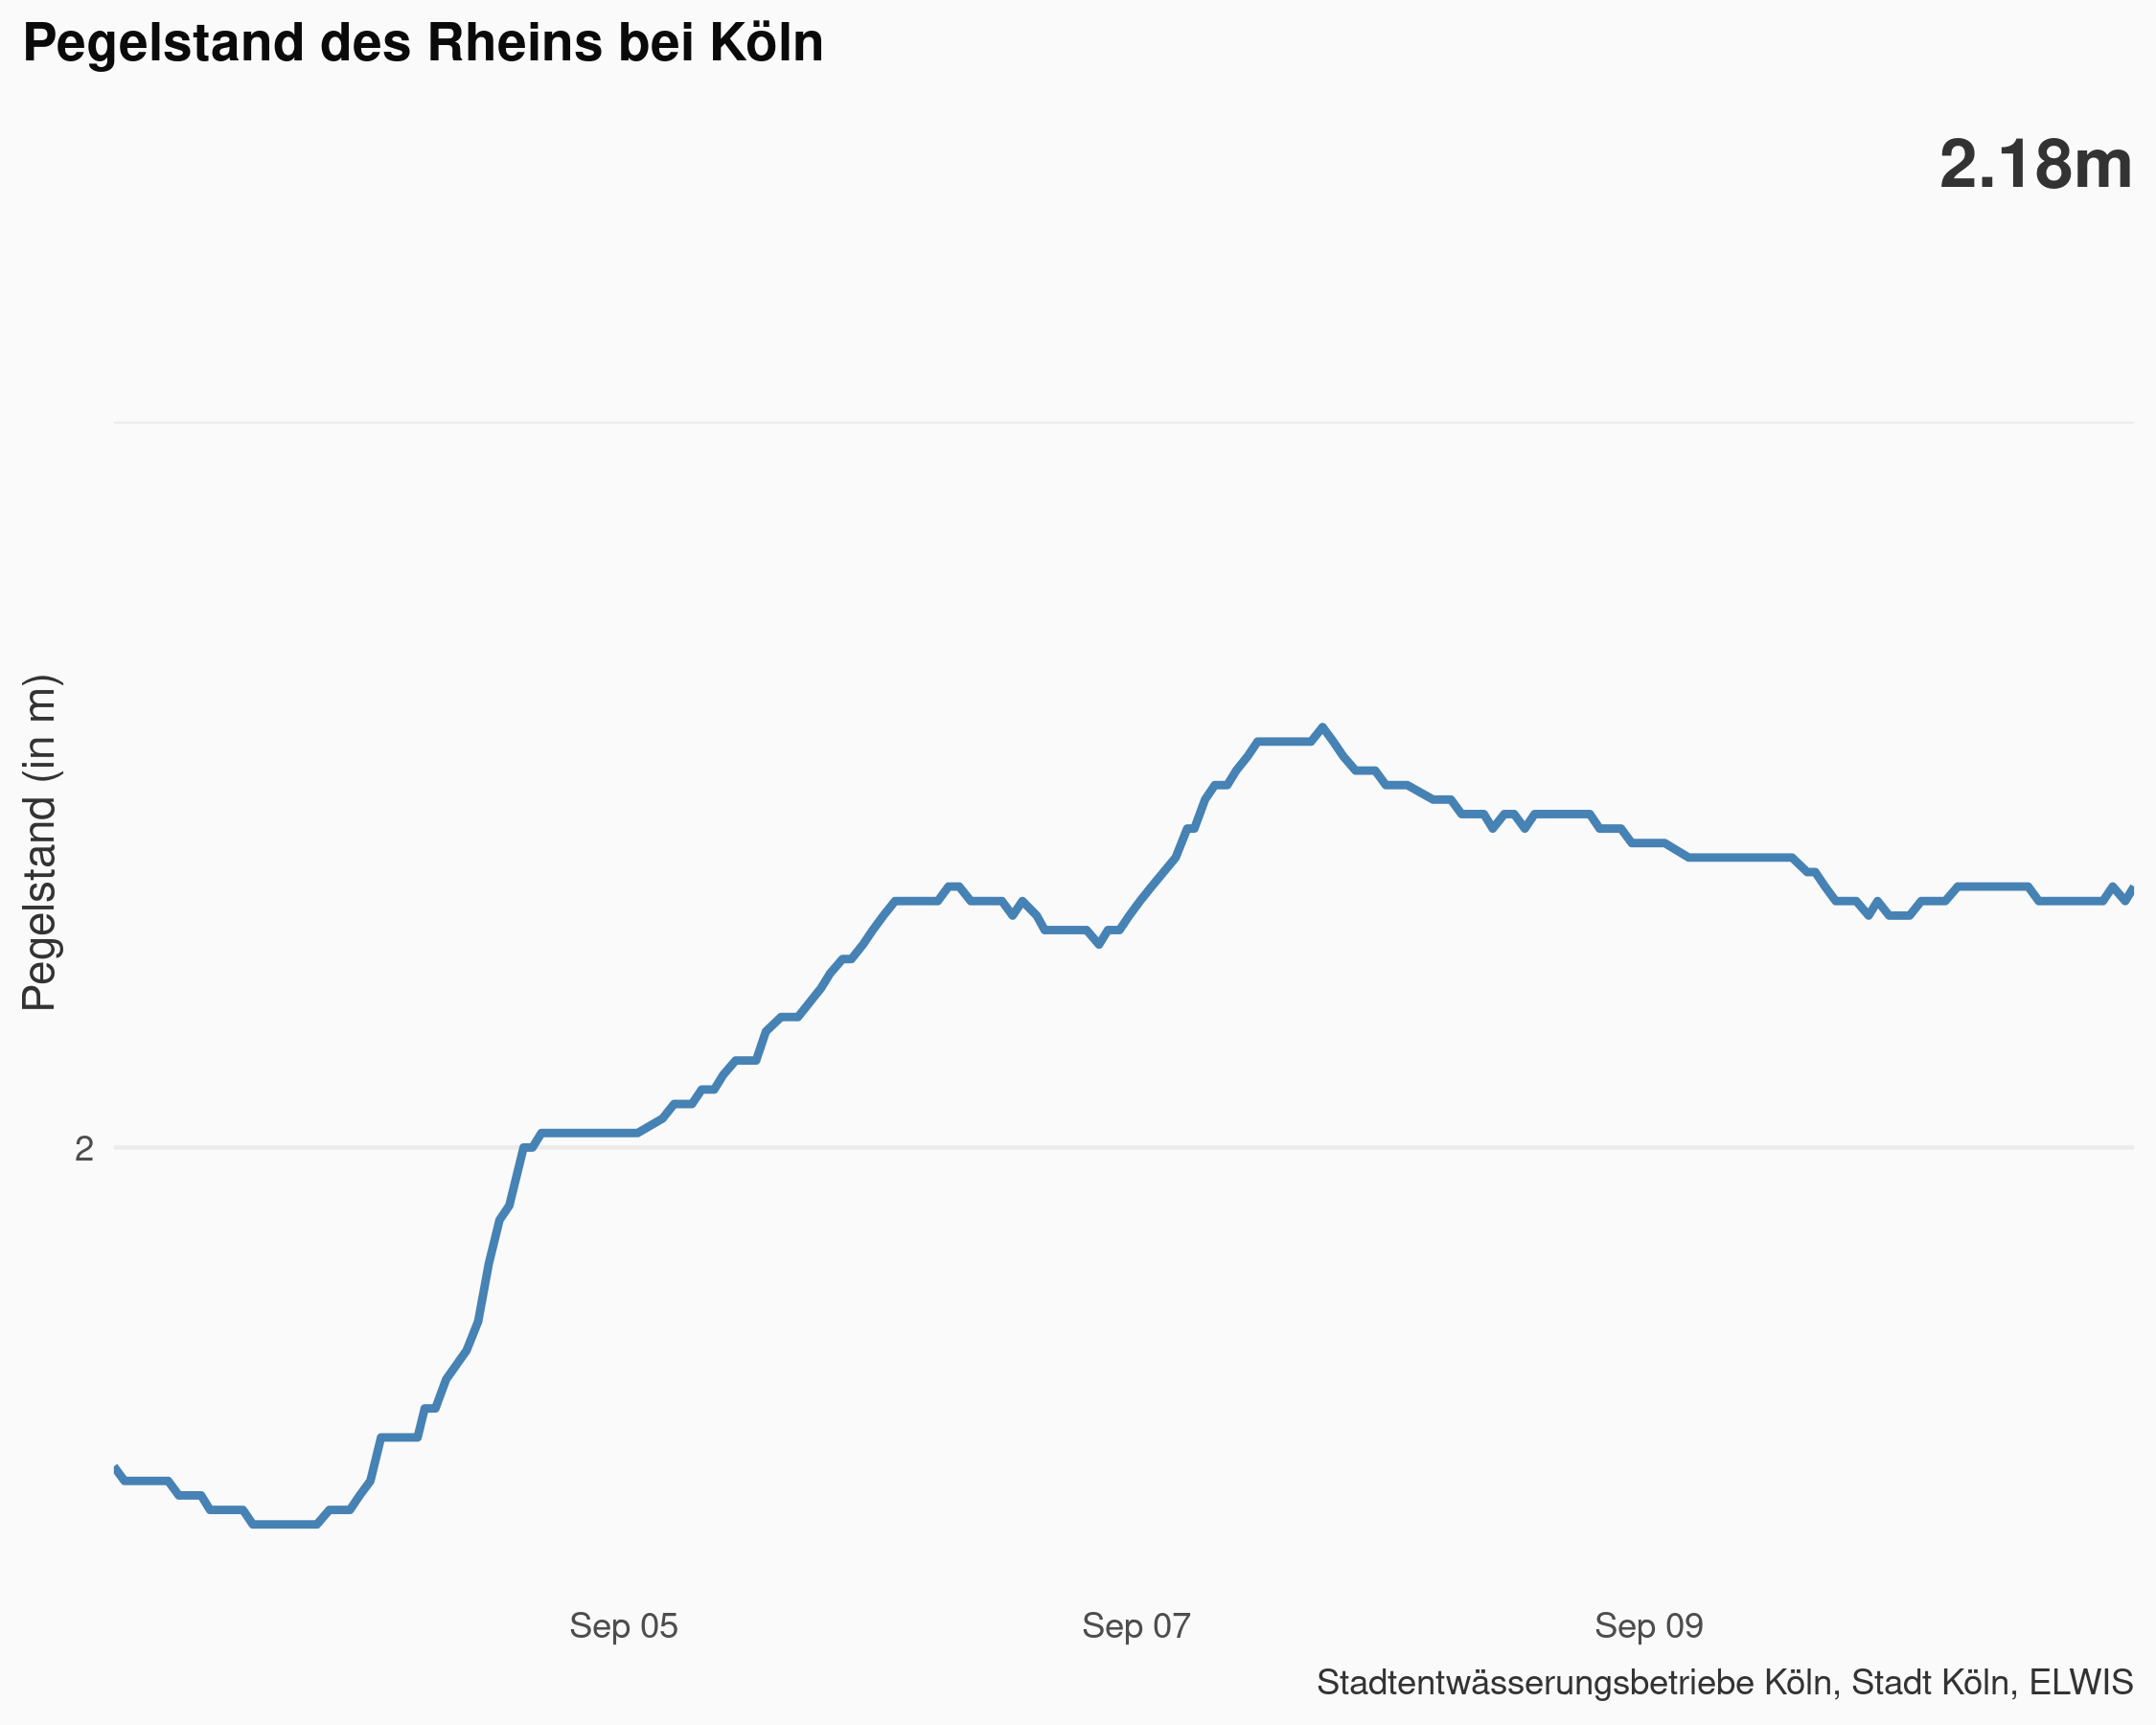 Pegelstand des Rheins bei Köln
2.18m
Pegelstand (in m)
2
Sep 05 Sep 07 Sep 09
Stadtentwässerungsbetriebe Köln, Stadt Köln, ELWIS